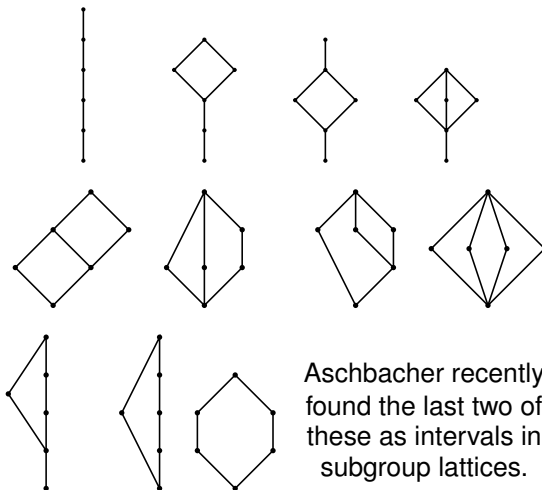 Aschbacher recently
found the last two of
these as intervals in
subgroup lattices.